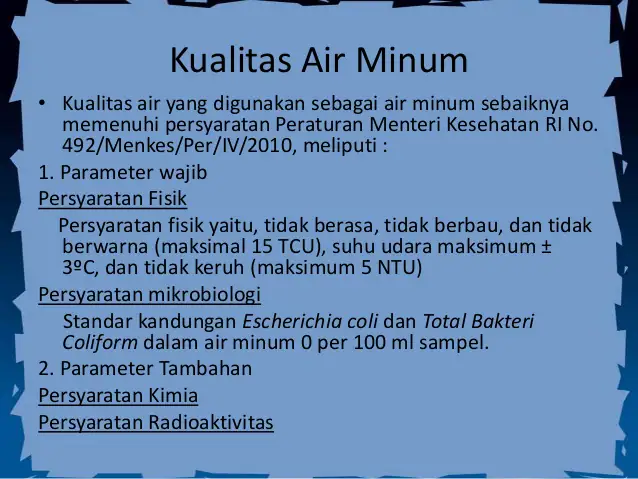 Kualitas Air Minum
• Kualitas air yang digunakan sebagai air minum sebaiknya
memenuhi persyaratan Peraturan Menteri Kesehatan RI No.
492/Menkes/Per/IV/2010, meliputi :
1. Parameter wajib
Persyaratan Fisik
Persyaratan fisik yaitu, tidak berasa, tidak berbau, dan tidak
berwarna (maksimal 15 TCU), suhu udara maksimum ±
3ºC, dan tidak keruh (maksimum 5 NTU)
Persyaratan mikrobiologi
Standar kandungan Escherichia coli dan Total Bakteri
Coliform dalam air minum 0 per 100 ml sampel.
2. Parameter Tambahan
Persyaratan Kimia
Persyaratan Radioaktivitas